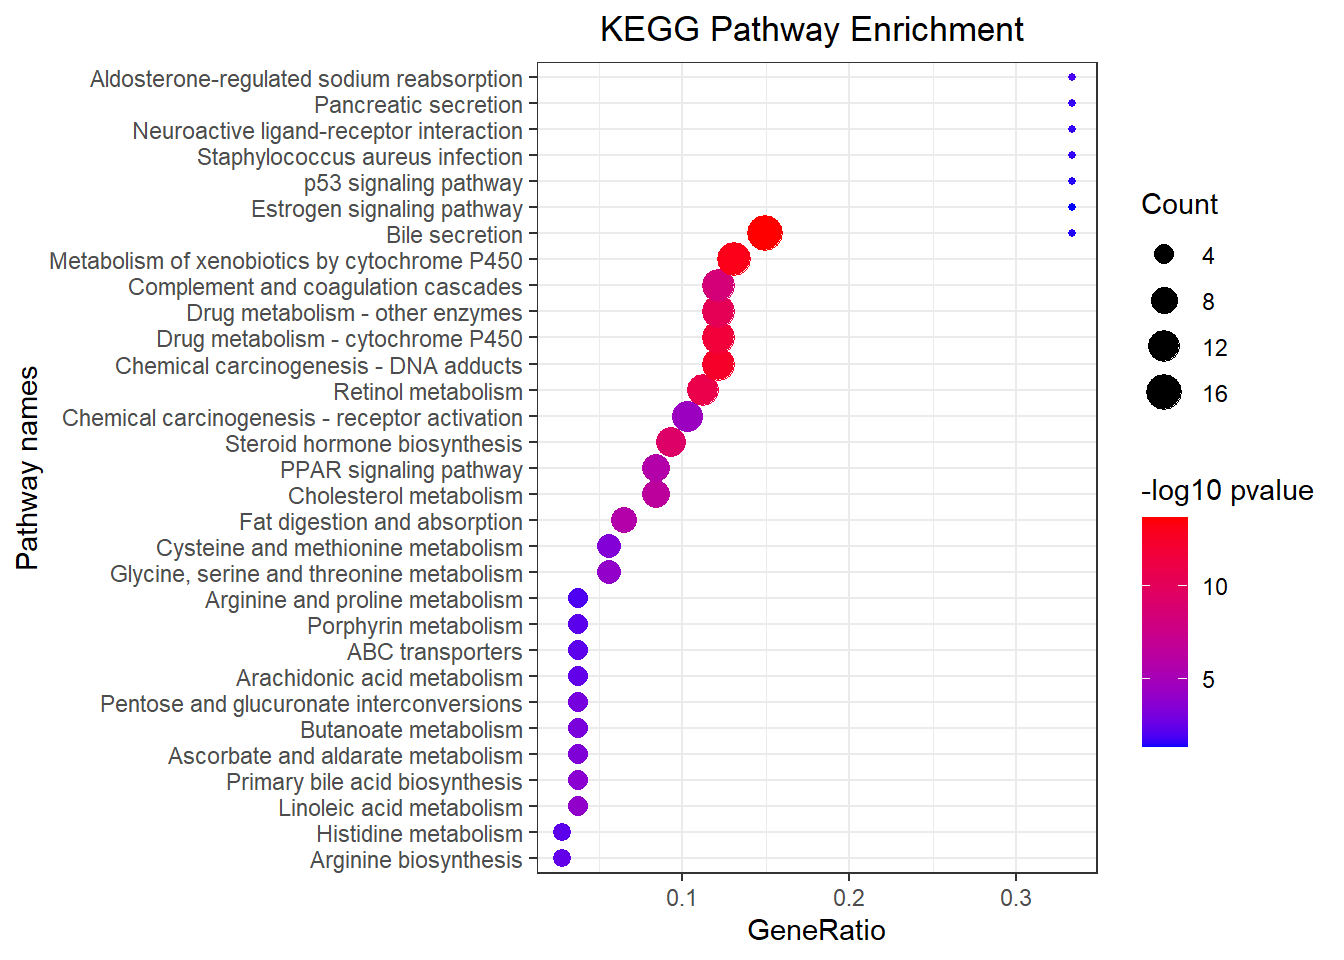 KEGG Pathway Enrichment
Pathway names
Aldosterone-regulated sodium reabsorption
Pancreatic secretion
Neuroactive ligand-receptor interaction
Staphylococcus aureus infection
p53 signaling pathway
Estrogen signaling pathway
Bile secretion
Metabolism of xenobiotics by cytochrome P450
Complement and coagulation cascades
Drug metabolism - other enzymes
Drug metabolism - cytochrome P450
Chemical carcinogenesis - DNA adducts
Retinol metabolism
Chemical carcinogenesis - receptor activation
Steroid hormone biosynthesis
PPAR signaling pathway
Cholesterol metabolism
Fat digestion and absorption
Cysteine and methionine metabolism
Glycine, serine and threonine metabolism
Arginine and proline metabolism
Porphyrin metabolism
ABC transporters
Arachidonic acid metabolism
Pentose and glucuronate interconversions
Butanoate metabolism
Ascorbate and aldarate metabolism
Primary bile acid biosynthesis
Linoleic acid metabolism
Histidine metabolism
Arginine biosynthesis
0.1 0.2 0.3
GeneRatio
Count
4
8
12
16
-log10 pvalue
10
5